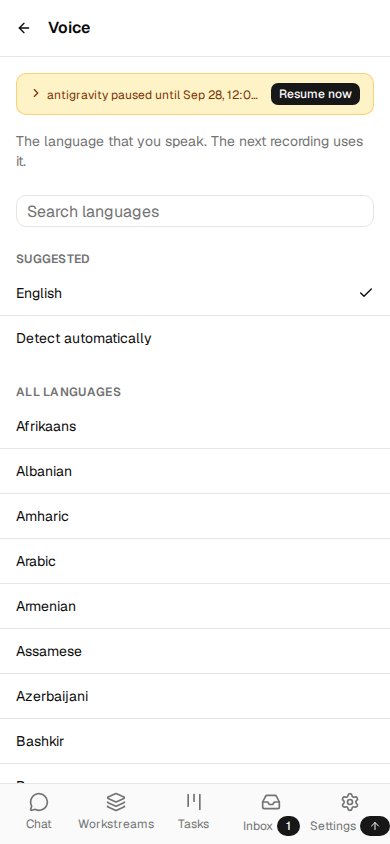 Voice
antigravity paused until Sep 28, 12:0…
Resume now
The language that you speak. The next recording uses
it.
Search languages
SUGGESTED
English
Detect automatically
ALL LANGUAGES
Afrikaans
Albanian
Amharic
Arabic
Armenian
Assamese
Azerbaijani
Bashkir
Chat
Workstreams
Tasks
Inbox 1
Settings